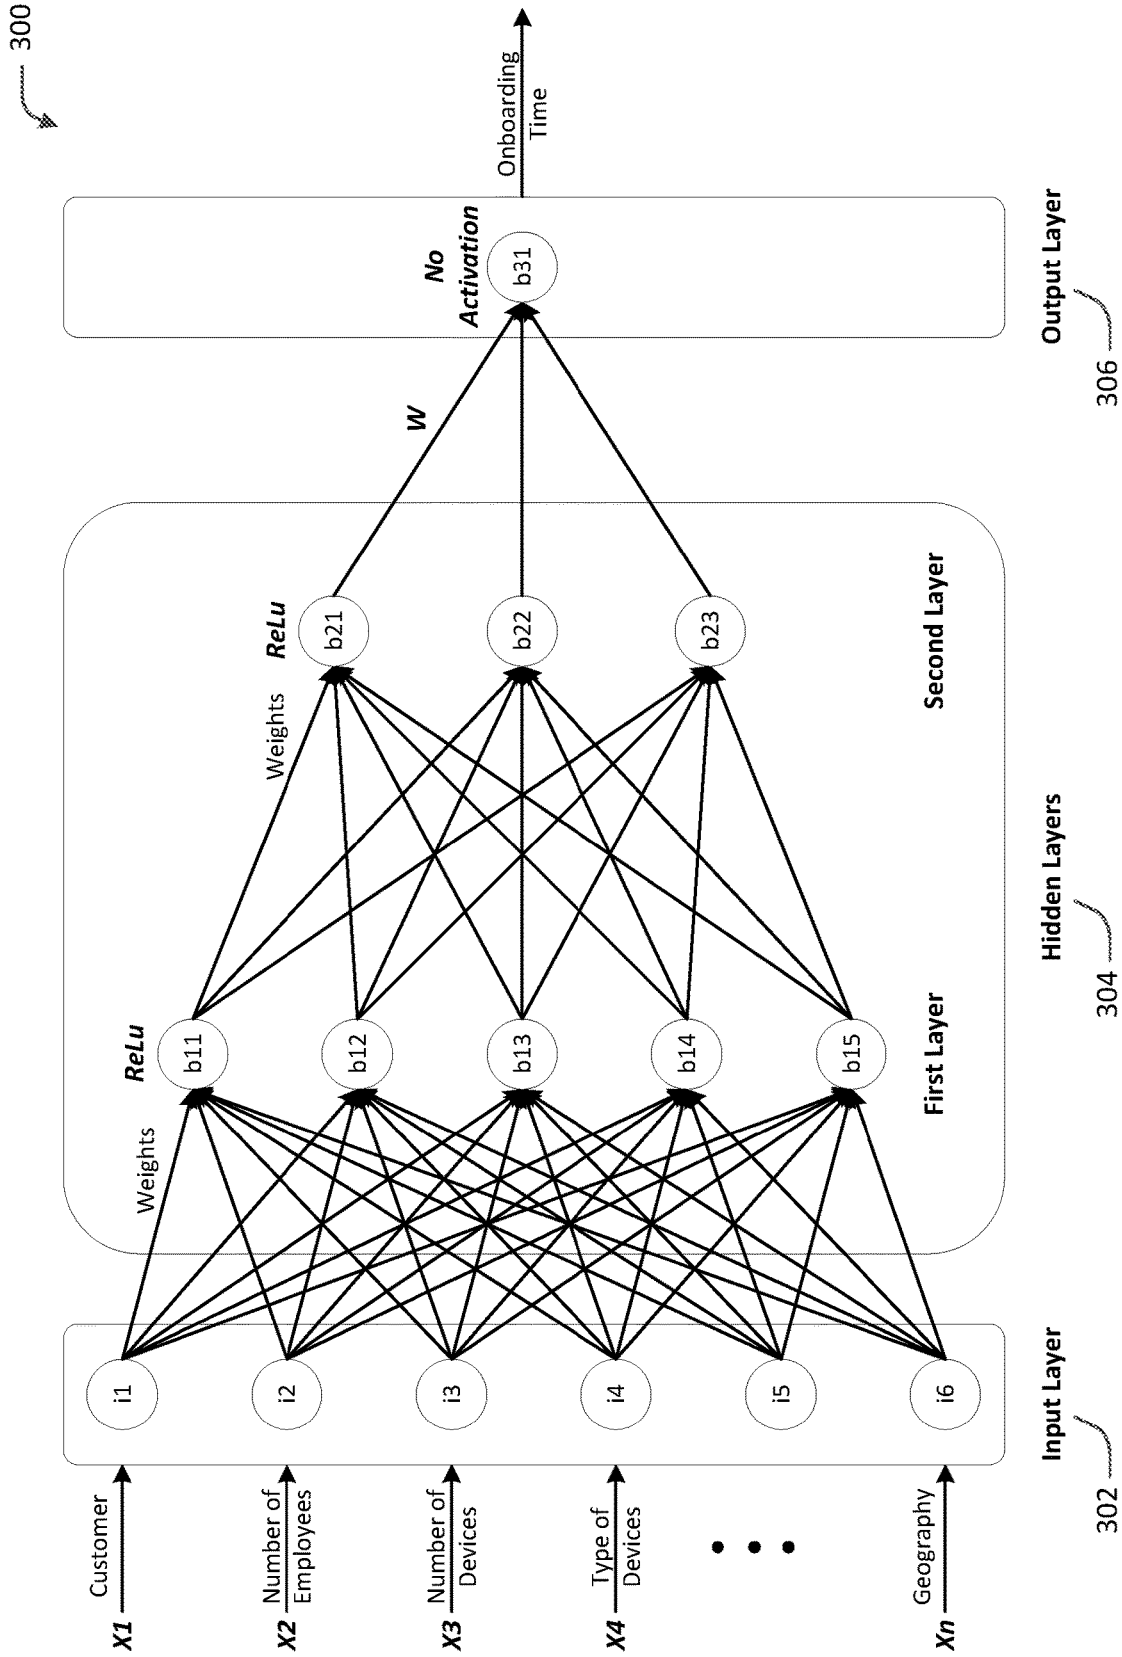 300
X1
Customer
X2
Number of
Employees
X3
Number of
Devices
X4
Type of
Devices
Xn
Geography
i1
i2
i3
i4
i5
i6
Input Layer
302
Weights
ReLu
b11
b12
b13
b14
b15
First Layer
Weights
ReLu
b21
b22
b23
Second Layer
Hidden Layers
304
W
No
Activation
b31
Output Layer
306
Onboarding
Time